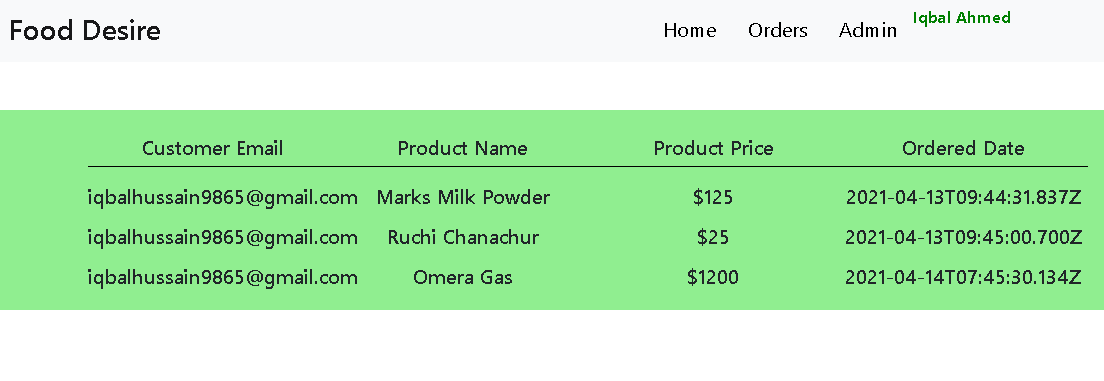 Food Desire Home Orders Admin Iqbal Ahmed
Customer Email Product Name Product Price Ordered Date
iqbalhussain9865@gmail.com Marks Milk Powder $125 2021-04-13T09:44:31.837Z
iqbalhussain9865@gmail.com Ruchi Chanachur $25 2021-04-13T09:45:00.700Z
iqbalhussain9865@gmail.com Omera Gas $1200 2021-04-14T07:45:30.134Z